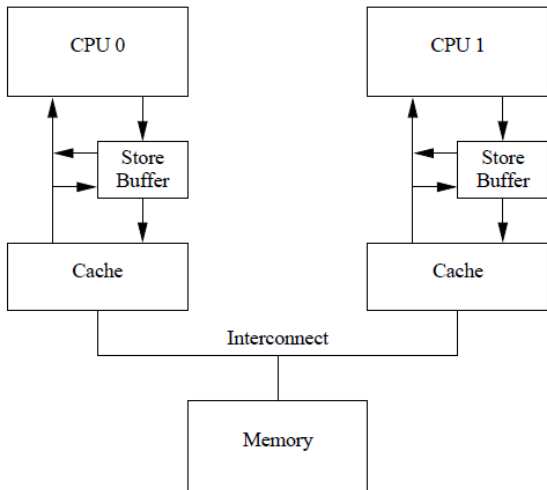 CPU 0
CPU 1
Store
Buffer
Store
Buffer
Cache
Cache
Interconnect
Memory